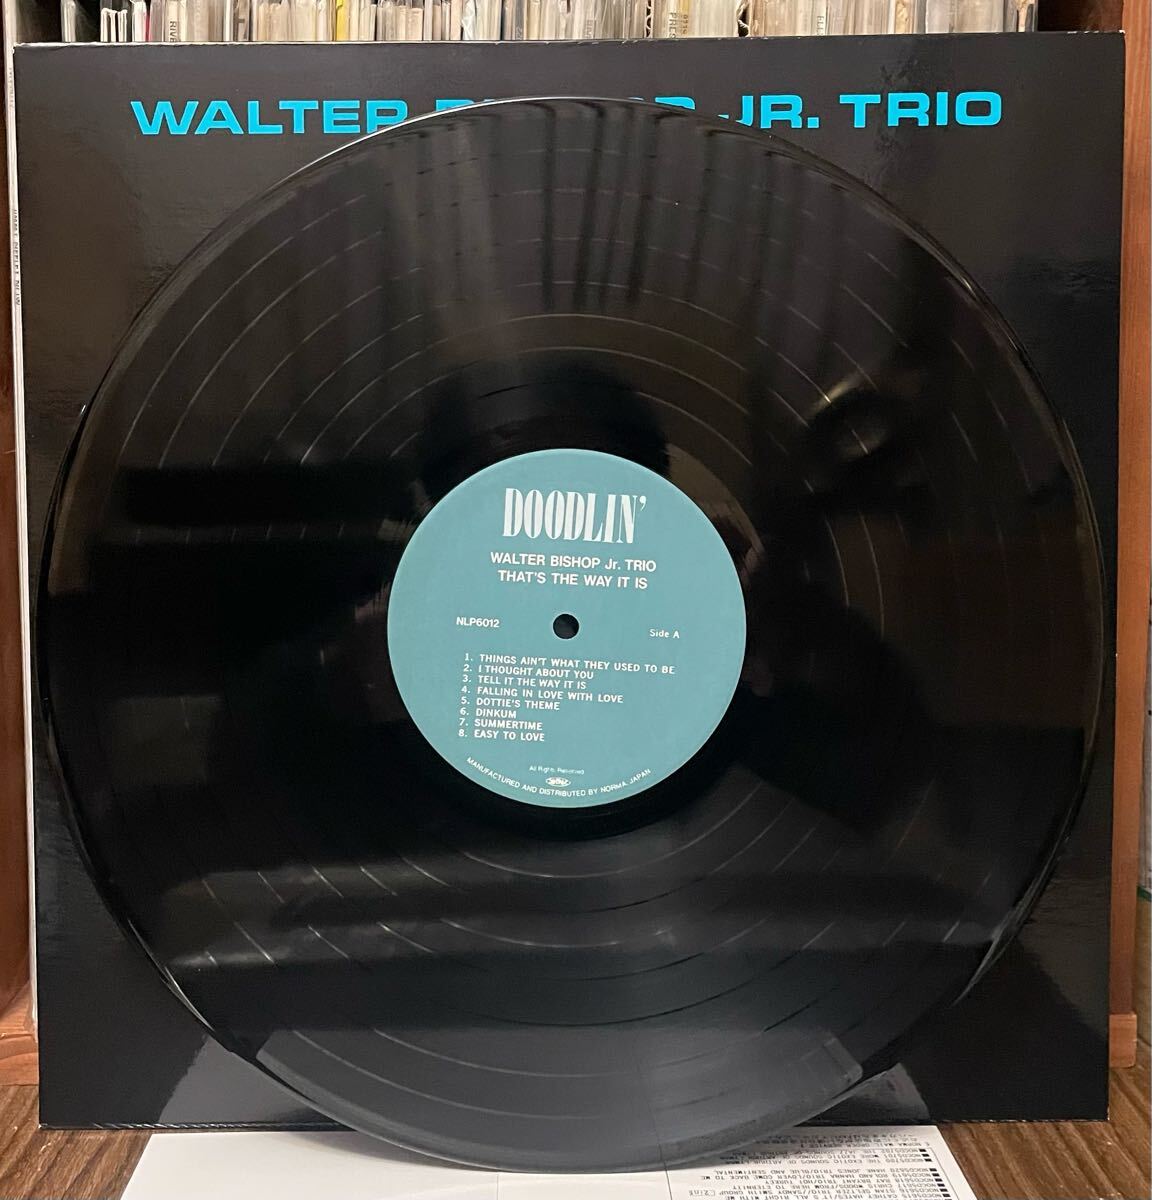 WALTER JR. TRIO
DOODLIN'
WALTER BISHOP Jr. TRIO
THAT'S THE WAY IT IS
NLP6012
Side A
1. THINGS AIN'T WHAT THEY USED TO BE
2. I THOUGHT ABOUT YOU
3. TELL IT THE WAY IT IS
4. FALLING IN LOVE WITH LOVE
5. DOTTIE'S THEME
6. DINKUM
7. SUMMERTIME
8. EASY TO LOVE
All Rights Reserved
MANUFACTURED AND DISTRIBUTED BY NORMA, JAPAN